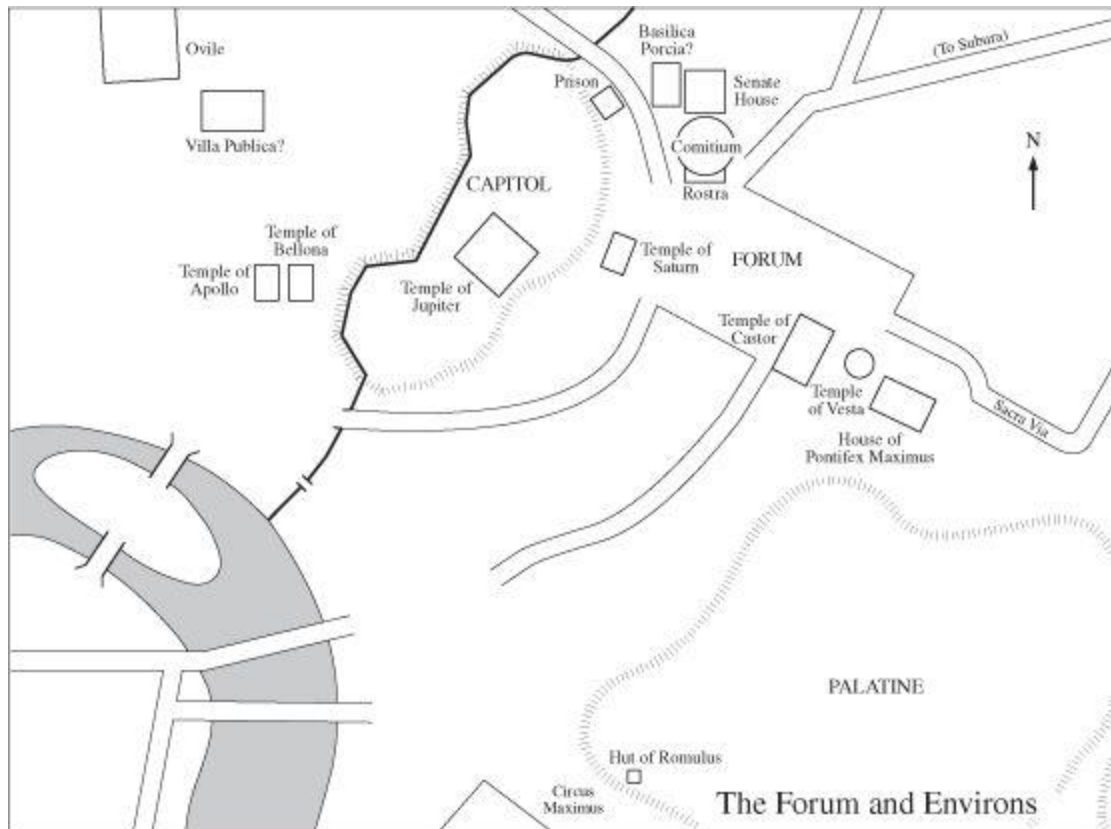 Ovile
Villa Publica?
Basilica
Porcia?
(To Subura)
Prison
Senate
House
Comitium
N
CAPITOL
Rostra
Temple of
Bellona
Temple of
Apollo
Temple of
Jupiter
Temple of
Saturn
FORUM
Temple of
Castor
Temple
of Vesta
Sacra Via
House of
Pontifex Maximus
PALATINE
Hut of Romulus
Circus
Maximus
The Forum and Environs